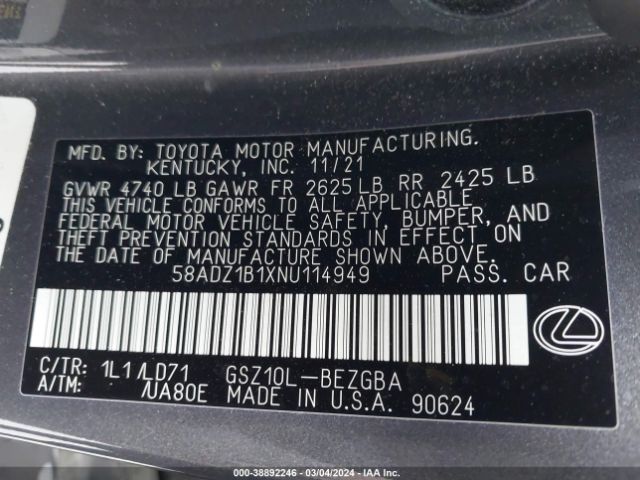 MFD. BY: TOYOTA MOTOR MANUFACTURING.
KENTUCKY, INC. 11/21
GVWR 4740 LB GAWR FR 2625 LB RR 2425 LB
THIS VEHICLE CONFORMS TO ALL APPLICABLE
FEDERAL MOTOR VEHICLE SAFETY, BUMPER, AND
THEFT PREVENTION STANDARDS IN EFFECT ON
THE DATE OF MANUFACTURE SHOWN ABOVE.
58ADZ1B1XNU114949 PASS. CAR
C/TR: 1L1 /LD71 GSZ10L-BEZGBA
A/TM: /UA80E MADE IN U.S.A. 90624
000-38892246 - 03/04/2024 - IAA, Inc.